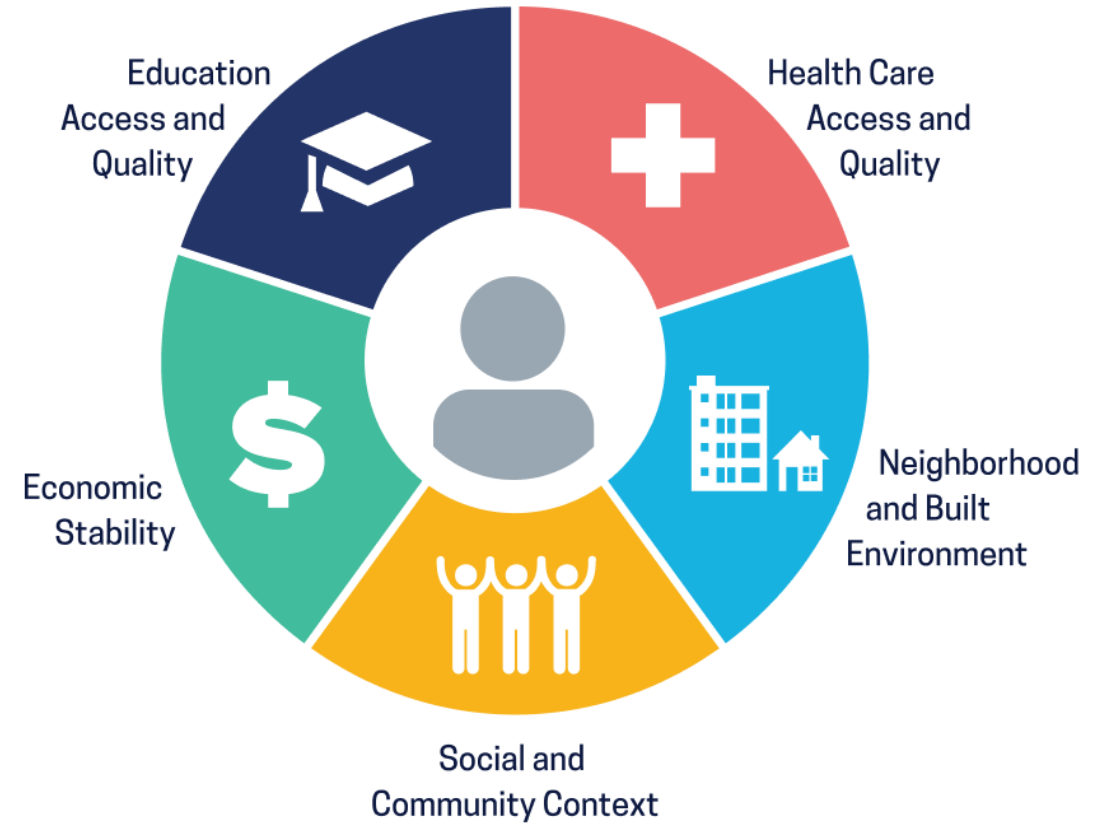 Education
Access and
Quality
Health Care
Access and
Quality
Economic
Stability
Neighborhood
and Built
Environment
Social and
Community Context